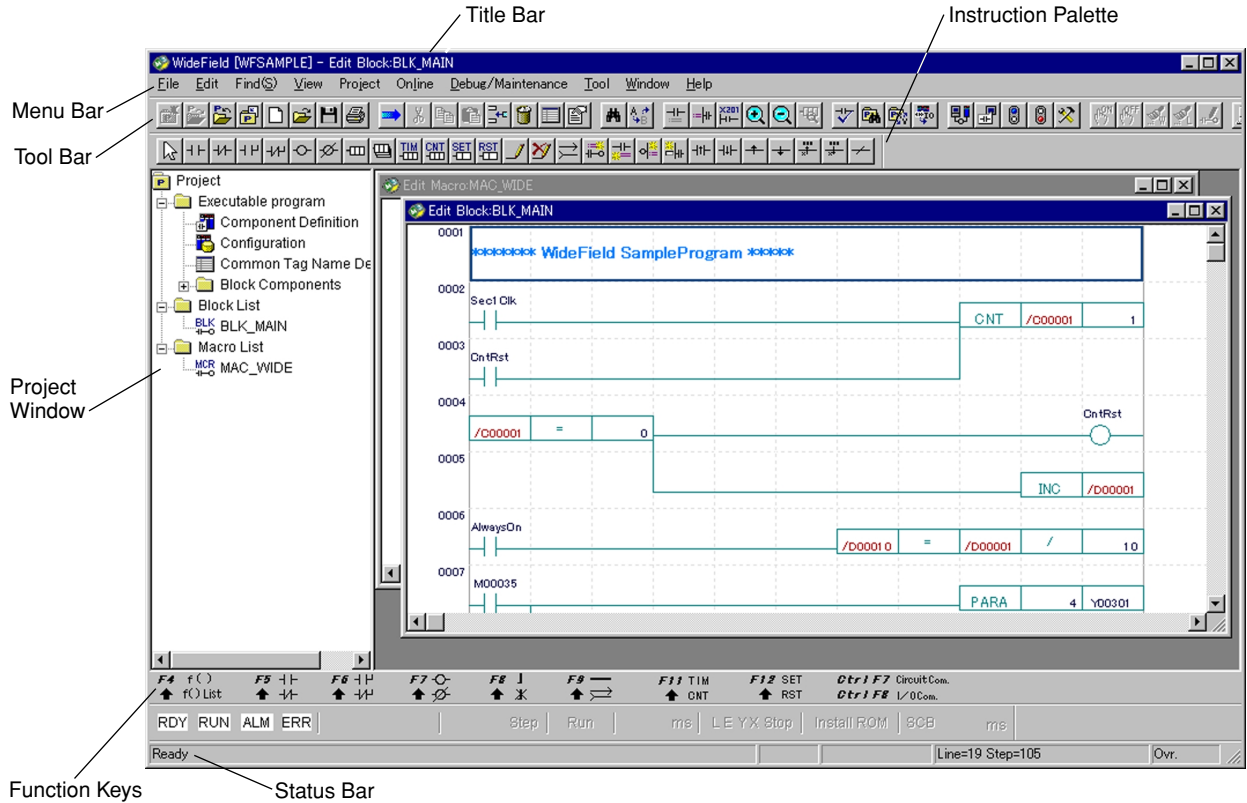 Title Bar
Instruction Palette
WideField [WFSAMPLE] - Edit Block:BLK_MAIN
File Edit Find(S) View Project Online Debug/Maintenance Tool Window Help
Menu Bar
Tool Bar
TIM CNT SET RST
Project
Executable program
Component Definition
Configuration
Common Tag Name De
Block Components
Block List
BLK BLK_MAIN
Macro List
MCR MAC_WIDE
Project
Window
Edit Macro:MAC_WIDE
Edit Block:BLK_MAIN
0001
******** WideField SampleProgram ******
0002
Sec1Clk
CNT /C00001 1
0003
CntRst
0004
CntRst
/C00001 = 0
0005
INC /D00001
0006
AlwaysOn
/D00010 = /D00001 / 10
0007
M00035
PARA 4 Y00301
F4 f() F5 F6 F7 F8 F9 F11 TIM F12 SET Ctrl F7 CircuitCom.
f() List CNT RST Ctrl F8 I/OCom.
RDY RUN ALM ERR Step Run ms L E Y X Stop Install ROM SCB ms
Ready Line=19 Step=105 Ovr.
Function Keys
Status Bar